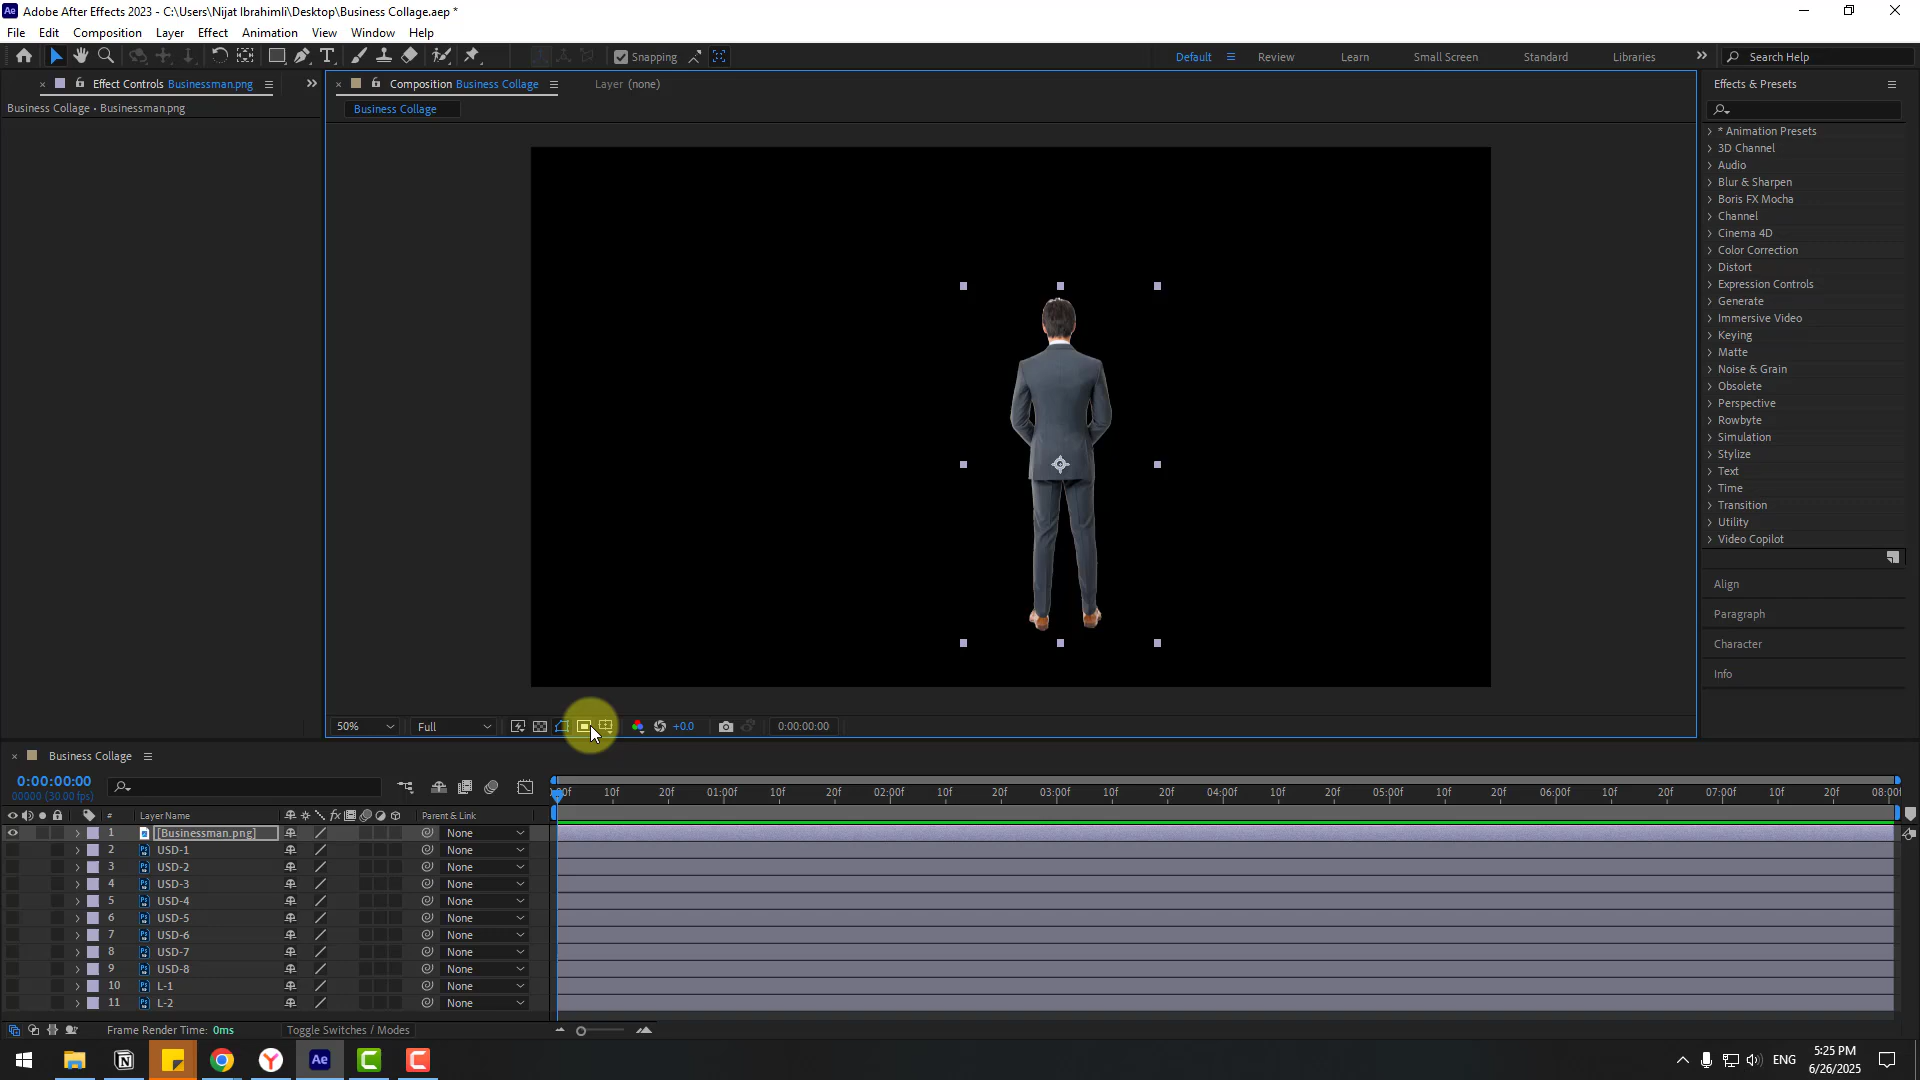 Adobe After Effects 2023 - C:\Users\Nijat Ibrahimli\Desktop\Business Collage.aep *
File Edit Composition Layer Effect Animation View Window Help
Snapping
Default Review Learn Small Screen Standard Libraries
Search Help
Effect Controls Businessman.png
Business Collage • Businessman.png
Composition Business Collage
Layer (none)
Business Collage
Effects & Presets
* Animation Presets
3D Channel
Audio
Blur & Sharpen
Boris FX Mocha
Channel
Cinema 4D
Color Correction
Distort
Expression Controls
Generate
Immersive Video
Keying
Matte
Noise & Grain
Obsolete
Perspective
Rowbyte
Simulation
Stylize
Text
Time
Transition
Utility
Video Copilot
Align
Paragraph
Character
Info
50% Full +0.0 0:00:00:00
Business Collage
0:00:00:00
00000 (30.00 fps)
10f 20f 01:00f 10f 20f 02:00f 10f 20f 03:00f 10f 20f 04:00f 10f 20f 05:00f 10f 20f 06:00f 10f 20f 07:00f 10f 20f 08:00f
# Layer Name Parent & Link
1 [Businessman.png] None
2 USD-1 None
3 USD-2 None
4 USD-3 None
5 USD-4 None
6 USD-5 None
7 USD-6 None
8 USD-7 None
9 USD-8 None
10 L-1 None
11 L-2 None
Frame Render Time: 0ms
Toggle Switches / Modes
ENG
5:25 PM
6/26/2025